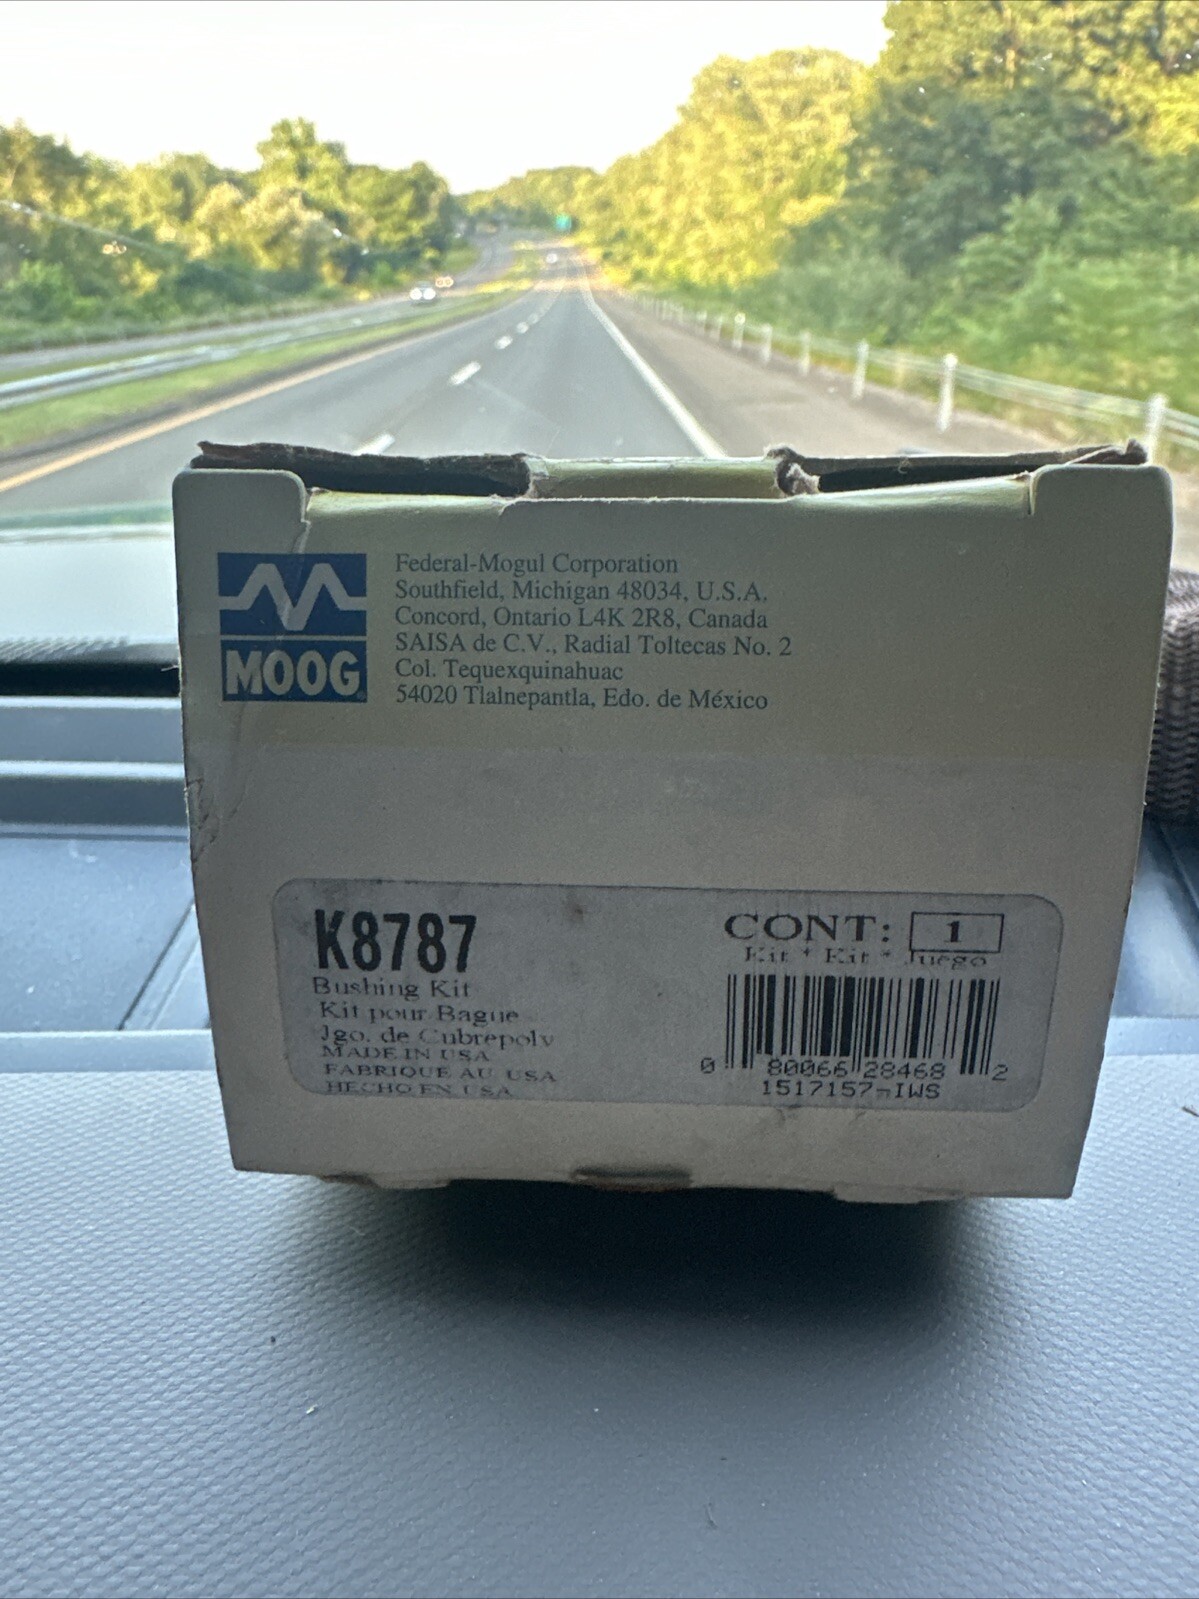 MOOG
Federal-Mogul Corporation
Southfield, Michigan 48034, U.S.A.
Concord, Ontario L4K 2R8, Canada
SAISA de C.V., Radial Toltecas No. 2
Col. Tequexquinahuac
54020 Tlalnepantla, Edo. de México
K8787
Bushing Kit
Kit pour Bague
Jgo. de Cubrepolv
MADE IN USA
FABRIQUE AU USA
HECHO EN USA
CONT: 1
Kit * Kit * Juego
0 80066 28468 2
1517157-IWS